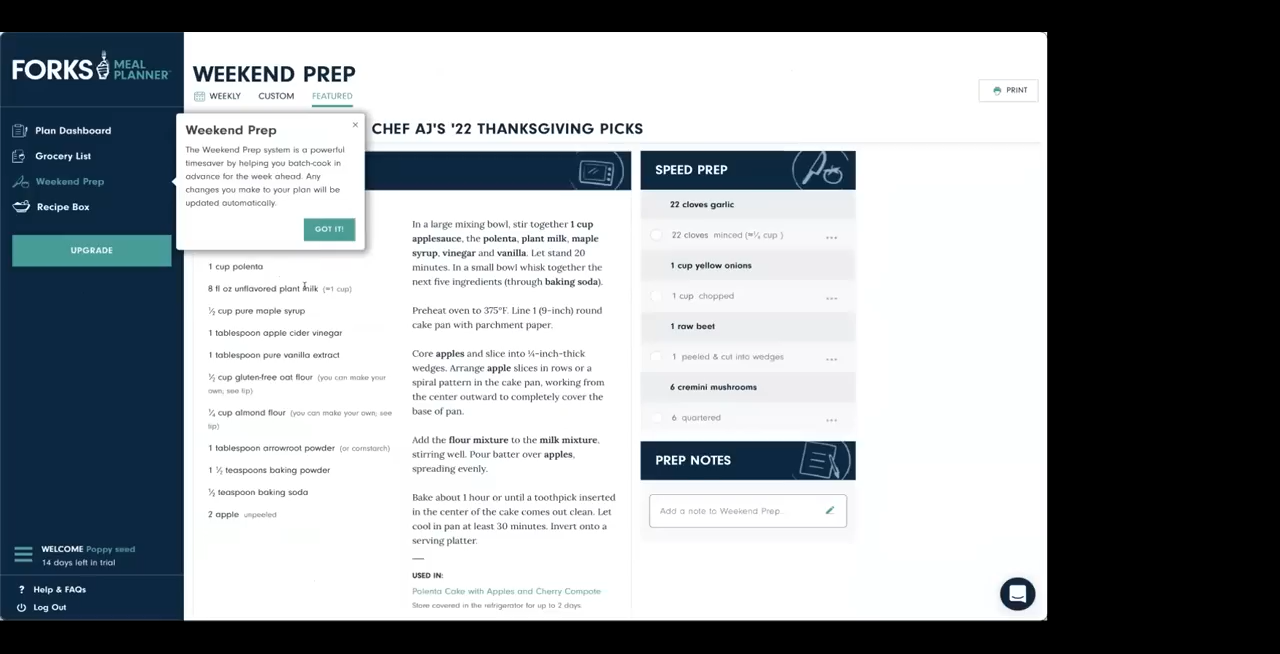 FORKS MEAL PLANNER
WEEKEND PREP
WEEKLY CUSTOM FEATURED
PRINT
Plan Dashboard
Grocery List
Weekend Prep
Recipe Box
UPGRADE
WELCOME Poppy seed
14 days left in trial
? Help & FAQs
Log Out
Weekend Prep ×
The Weekend Prep system is a powerful
timesaver by helping you batch-cook in
advance for the week ahead. Any
changes you make to your plan will be
updated automatically.
GOT IT!
CHEF AJ'S '22 THANKSGIVING PICKS
1 cup polenta
8 fl oz unflavored plant milk (≈1 cup)
½ cup pure maple syrup
1 tablespoon apple cider vinegar
1 tablespoon pure vanilla extract
½ cup gluten-free oat flour (you can make your
own; see tip)
¼ cup almond flour (you can make your own; see
tip)
1 tablespoon arrowroot powder (or cornstarch)
1 ½ teaspoons baking powder
½ teaspoon baking soda
2 apple unpeeled
In a large mixing bowl, stir together 1 cup
applesauce, the polenta, plant milk, maple
syrup, vinegar and vanilla. Let stand 20
minutes. In a small bowl whisk together the
next five ingredients (through baking soda).
Preheat oven to 375°F. Line 1 (9-inch) round
cake pan with parchment paper.
Core apples and slice into ¼-inch-thick
wedges. Arrange apple slices in rows or a
spiral pattern in the cake pan, working from
the center outward to completely cover the
base of pan.
Add the flour mixture to the milk mixture,
stirring well. Pour batter over apples,
spreading evenly.
Bake about 1 hour or until a toothpick inserted
in the center of the cake comes out clean. Let
cool in pan at least 30 minutes. Invert onto a
serving platter.
USED IN:
Polenta Cake with Apples and Cherry Compote
Store covered in the refrigerator for up to 2 days.
SPEED PREP
22 cloves garlic
22 cloves minced (≈¼ cup )
1 cup yellow onions
1 cup chopped
1 raw beet
1 peeled & cut into wedges
6 cremini mushrooms
6 quartered
PREP NOTES
Add a note to Weekend Prep...